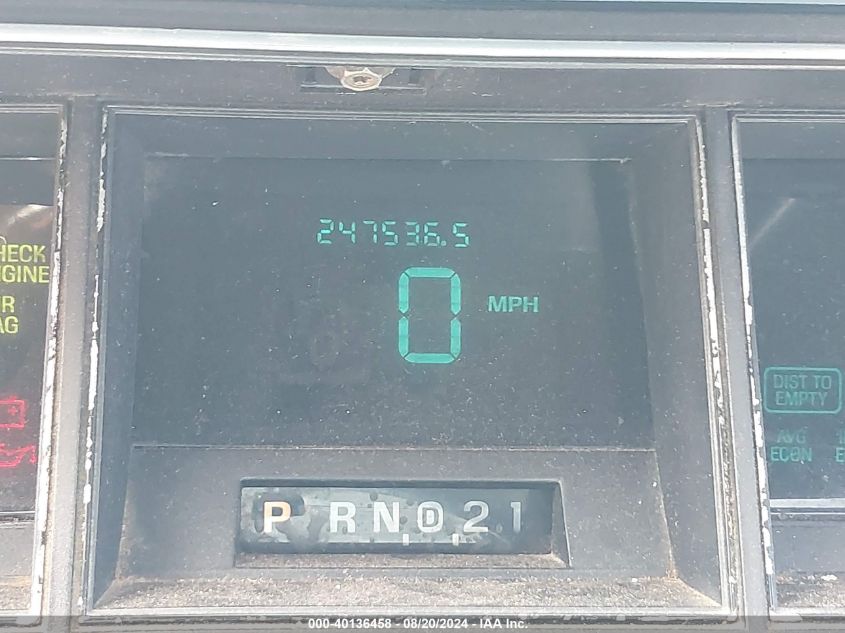 247536.5
0 MPH
HECK
GINE
R
AG
DIST TO
EMPTY
AVG
ECON
E
P R N D 2 1
000-40136458 - 08/20/2024 - IAA Inc.